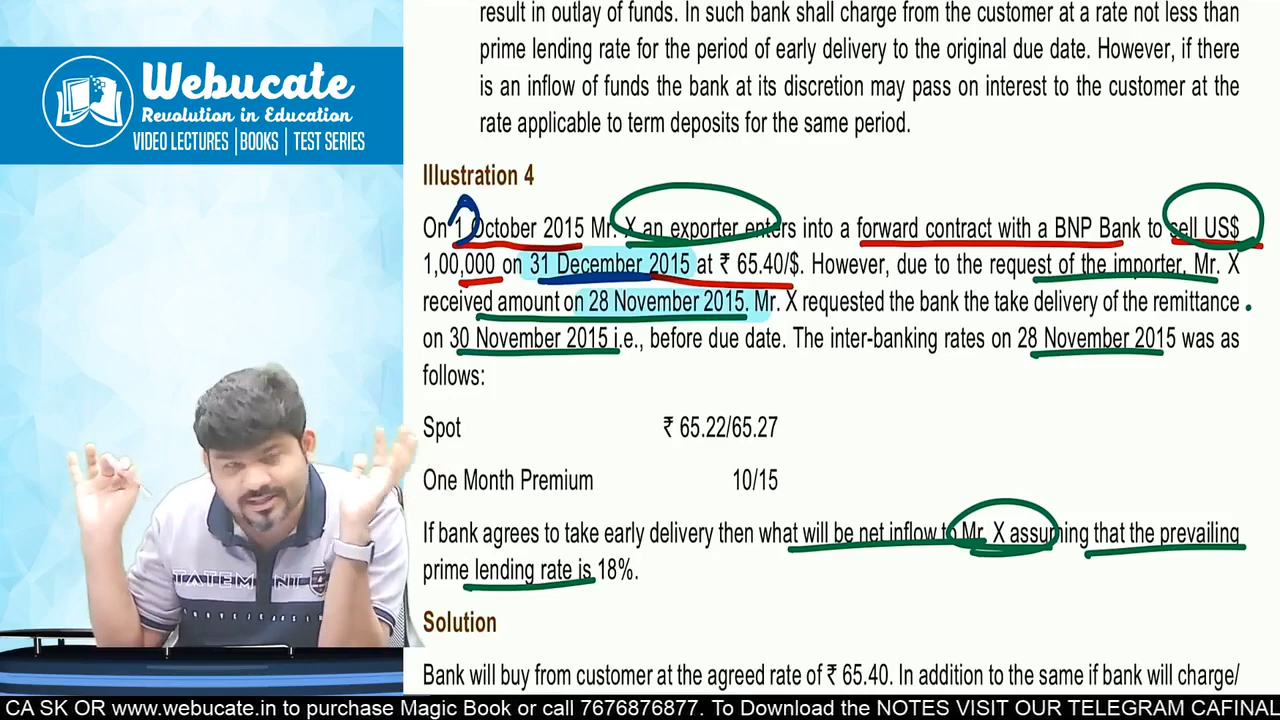 result in outlay of funds. In such bank shall charge from the customer at a rate not less than
prime lending rate for the period of early delivery to the original due date. However, if there
is an inflow of funds the bank at its discretion may pass on interest to the customer at the
rate applicable to term deposits for the same period.
Webucate
Revolution in Education
VIDEO LECTURES | BOOKS | TEST SERIES
Illustration 4
On 1 October 2015 Mr. X an exporter enters into a forward contract with a BNP Bank to sell US$
1,00,000 on 31 December 2015 at ₹ 65.40/$. However, due to the request of the importer, Mr. X
received amount on 28 November 2015. Mr. X requested the bank the take delivery of the remittance
on 30 November 2015 i.e., before due date. The inter-banking rates on 28 November 2015 was as
follows:
Spot ₹ 65.22/65.27
One Month Premium 10/15
If bank agrees to take early delivery then what will be net inflow to Mr. X assuming that the prevailing
prime lending rate is 18%.
Solution
Bank will buy from customer at the agreed rate of ₹ 65.40. In addition to the same if bank will charge/
CA SK OR www.webucate.in to purchase Magic Book or call 7676876877. To Download the NOTES VISIT OUR TELEGRAM CAFINAL